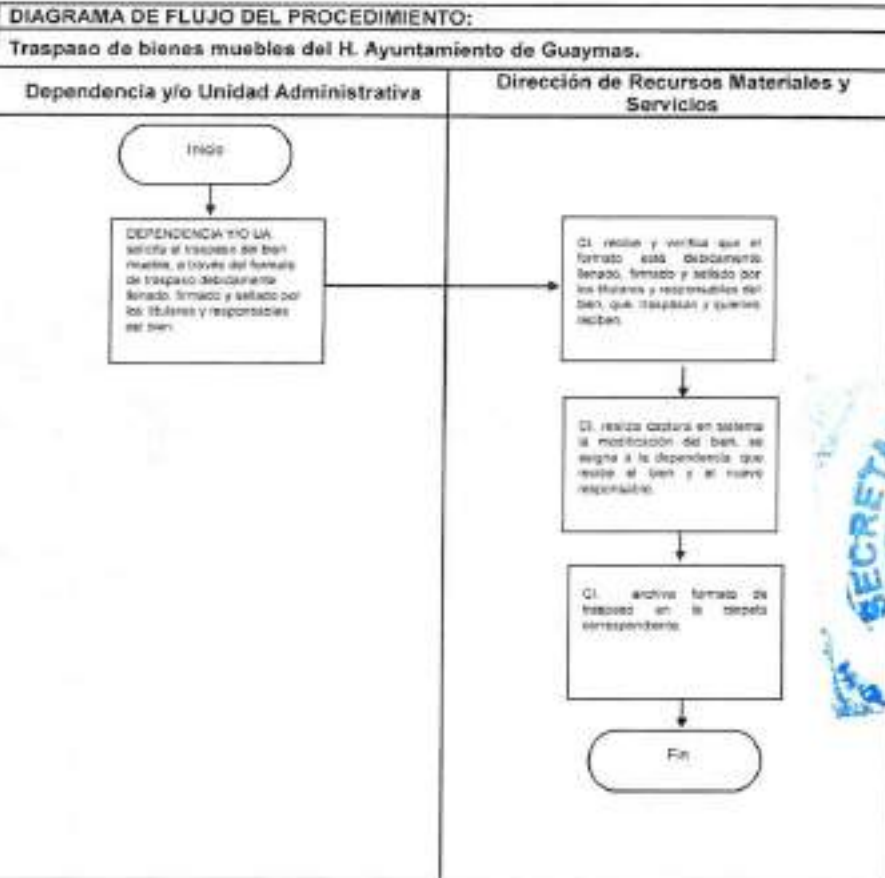 DIAGRAMA DE FLUJO DEL PROCEDIMIENTO:
Traspaso de bienes muebles del H. Ayuntamiento de Guaymas.
Dependencia y/o Unidad Administrativa
Dirección de Recursos Materiales y
Servicios
Inicio
DEPENDENCIA Y/O UA
solicita el traspaso del bien
mueble, a través del formato
de traspaso debidamente
llenado, firmado y sellado por
los titulares y responsables
del bien.
CI. recibe y verifica que el
formato esté debidamente
llenado, firmado y sellado por
los titulares y responsables del
bien, que traspasan y quienes
reciben.
CI. realiza captura en sistema
la modificación del bien, se
asigna a la dependencia que
recibe el bien y al nuevo
responsable.
CI. archiva formato de
traspaso en la carpeta
correspondiente.
Fin
SECRETA